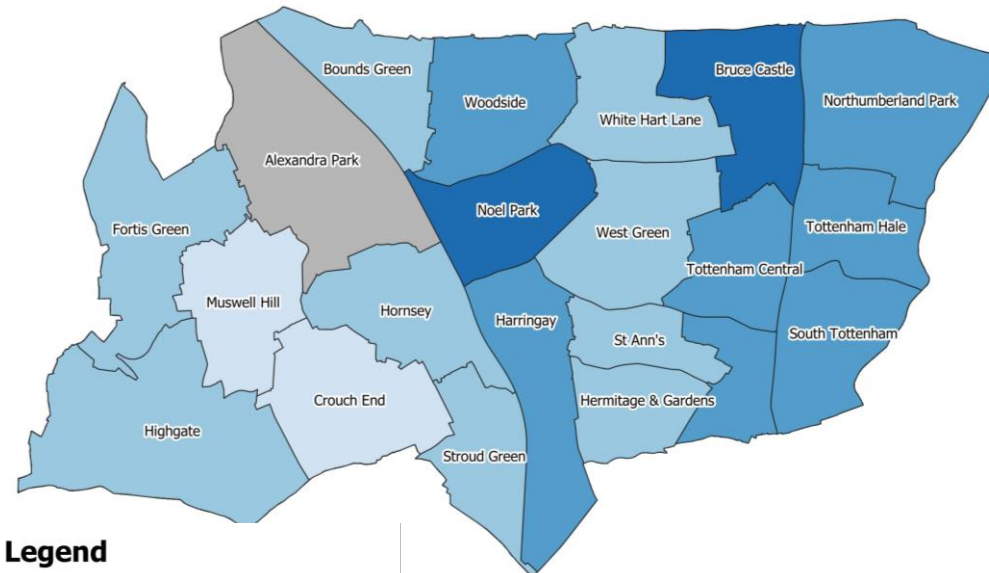 Bounds Green
Bruce Castle
Woodside
Northumberland Park
White Hart Lane
Alexandra Park
Noel Park
Fortis Green
West Green
Tottenham Hale
Tottenham Central
Muswell Hill
Hornsey
Harringay
South Tottenham
St Ann's
Crouch End
Hermitage & Gardens
Highgate
Stroud Green
Legend